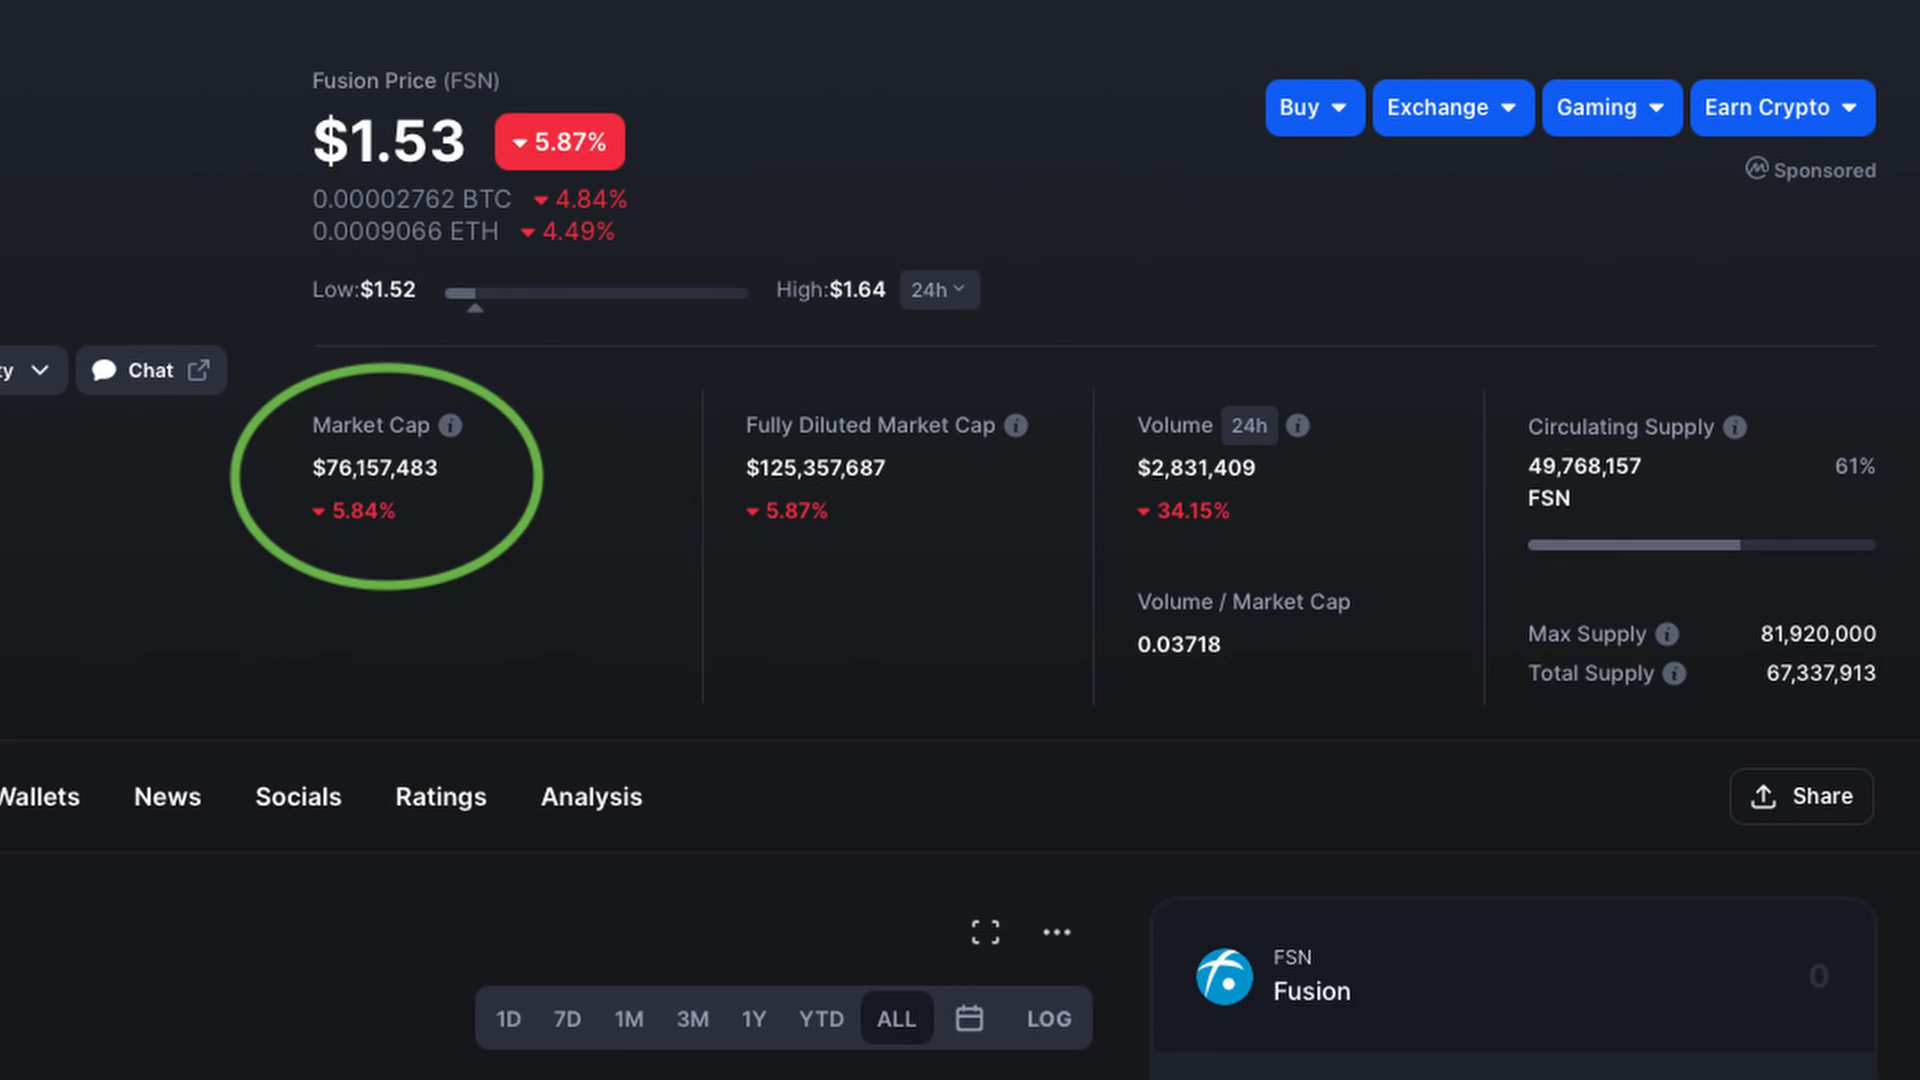 Fusion Price (FSN)
$1.53 5.87%
0.00002762 BTC 4.84%
0.0009066 ETH 4.49%
Low:$1.52 High:$1.64 24h
Buy Exchange Gaming Earn Crypto
Sponsored
ty Chat
Market Cap
$76,157,483
5.84%
Fully Diluted Market Cap
$125,357,687
5.87%
Volume 24h
$2,831,409
34.15%
Volume / Market Cap
0.03718
Circulating Supply
49,768,157 61%
FSN
Max Supply 81,920,000
Total Supply 67,337,913
Wallets News Socials Ratings Analysis Share
1D 7D 1M 3M 1Y YTD ALL LOG
FSN
Fusion
0